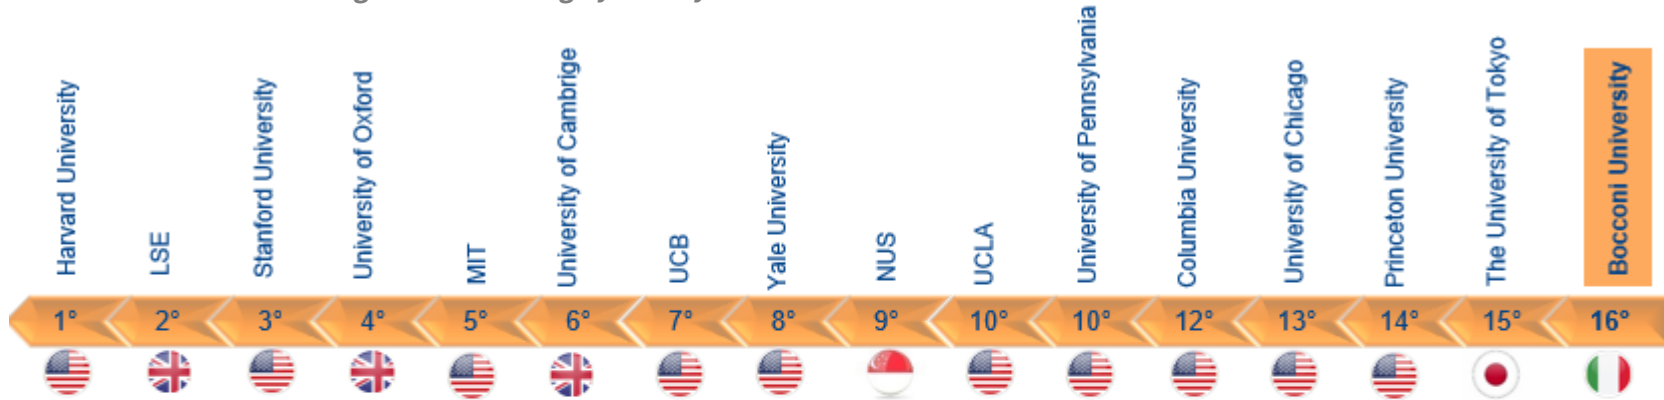 Harvard University
LSE
Stanford University
University of Oxford
MIT
University of Cambrige
UCB
Yale University
NUS
UCLA
University of Pennsylvania
Columbia University
University of Chicago
Princeton University
The University of Tokyo
Bocconi University
1° 2° 3° 4° 5° 6° 7° 8° 9° 10° 10° 12° 13° 14° 15° 16°